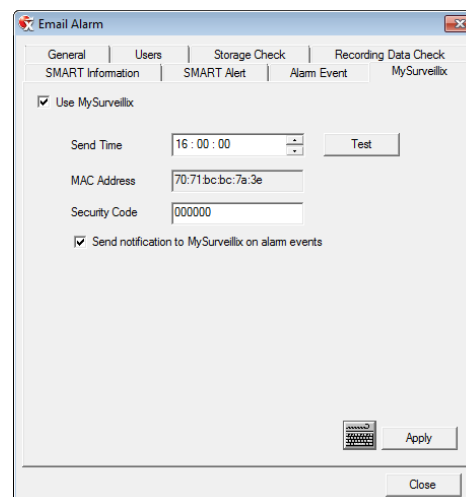 Email Alarm
General Users Storage Check Recording Data Check
SMART Information SMART Alert Alarm Event MySurveillix
Use MySurveillix
Send Time 16 : 00 : 00 Test
MAC Address 70:71:bc:bc:7a:3e
Security Code 000000
Send notification to MySurveillix on alarm events
Apply
Close